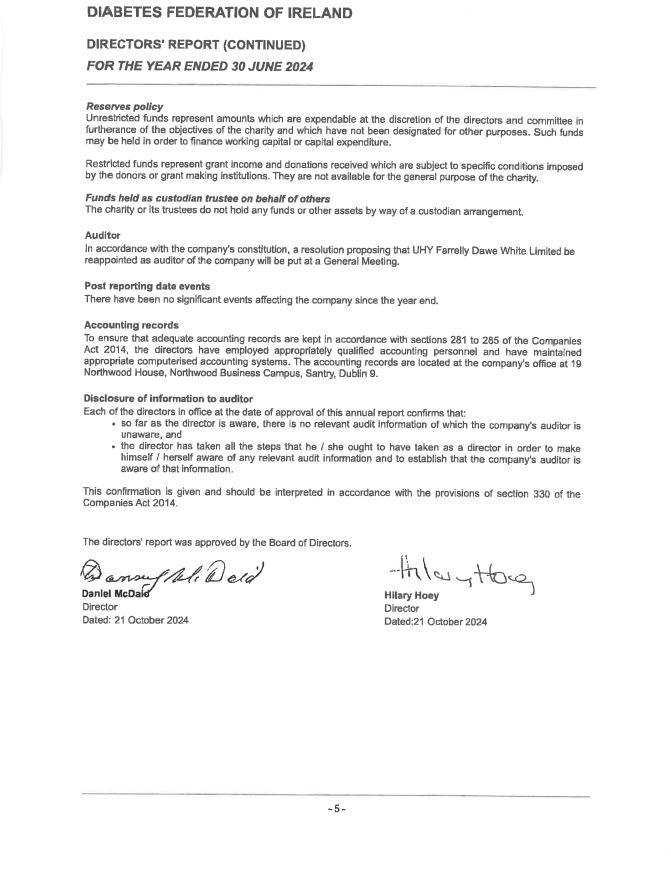 DIABETES FEDERATION OF IRELAND
DIRECTORS' REPORT (CONTINUED)
FOR THE YEAR ENDED 30 JUNE 2024
Reserves policy
Unrestricted funds represent amounts which are expendable at the discretion of the directors and committee in
furtherance of the objectives of the charity and which have not been designated for other purposes. Such funds
may be held in order to finance working capital or capital expenditure.
Restricted funds represent grant income and donations received which are subject to specific conditions imposed
by the donors or grant making institutions. They are not available for the general purpose of the charity.
Funds held as custodian trustee on behalf of others
The charity or its trustees do not hold any funds or other assets by way of a custodian arrangement.
Auditor
In accordance with the company's constitution, a resolution proposing that UHY Farrelly Dawe White Limited be
reappointed as auditor of the company will be put at a General Meeting.
Post reporting date events
There have been no significant events affecting the company since the year end.
Accounting records
To ensure that adequate accounting records are kept in accordance with sections 281 to 285 of the Companies
Act 2014, the directors have employed appropriately qualified accounting personnel and have maintained
appropriate computerised accounting systems. The accounting records are located at the company's office at 19
Northwood House, Northwood Business Campus, Santry, Dublin 9.
Disclosure of information to auditor
Each of the directors in office at the date of approval of this annual report confirms that:
• so far as the director is aware, there is no relevant audit information of which the company's auditor is
unaware, and
• the director has taken all the steps that he / she ought to have taken as a director in order to make
himself / herself aware of any relevant audit information and to establish that the company's auditor is
aware of that information.
This confirmation is given and should be interpreted in accordance with the provisions of section 330 of the
Companies Act 2014.
The directors' report was approved by the Board of Directors.
Hilary Hoey
Daniel McDaid
Director
Dated: 21 October 2024
Hilary Hoey
Director
Dated:21 October 2024
- 5 -